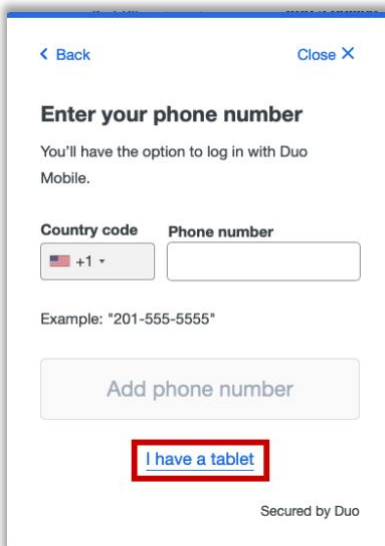 Back
Close
Enter your phone number
You'll have the option to log in with Duo
Mobile.
Country code
Phone number
+1
Example: "201-555-5555"
Add phone number
I have a tablet
Secured by Duo